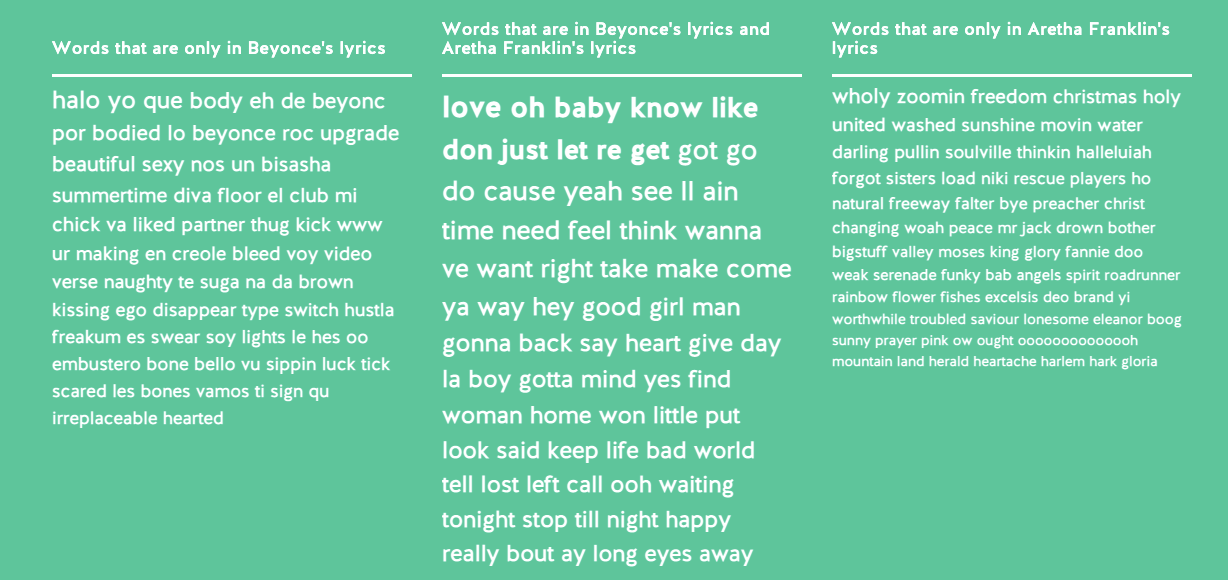 Words that are only in Beyonce's lyrics
halo yo que body eh de beyonc
por bodied lo beyonce roc upgrade
beautiful sexy nos un bisasha
summertime diva floor el club mi
chick va liked partner thug kick www
ur making en creole bleed voy video
verse naughty te suga na da brown
kissing ego disappear type switch hustla
freakum es swear soy lights le hes oo
embustero bone bello vu sippin luck tick
scared les bones vamos ti sign qu
irreplaceable hearted
Words that are in Beyonce's lyrics and
Aretha Franklin's lyrics
love oh baby know like
don just let re get got go
do cause yeah see ll ain
time need feel think wanna
ve want right take make come
ya way hey good girl man
gonna back say heart give day
la boy gotta mind yes find
woman home won little put
look said keep life bad world
tell lost left call ooh waiting
tonight stop till night happy
really bout ay long eyes away
Words that are only in Aretha Franklin's
lyrics
wholy zoomin freedom christmas holy
united washed sunshine movin water
darling pullin soulville thinkin halleluiah
forgot sisters load niki rescue players ho
natural freeway falter bye preacher christ
changing woah peace mr jack drown bother
bigstuff valley moses king glory fannie doo
weak serenade funky bab angels spirit roadrunner
rainbow flower fishes excelsis deo brand yi
worthwhile troubled saviour lonesome eleanor boog
sunny prayer pink ow ought oooooooooooooh
mountain land herald heartache harlem hark gloria